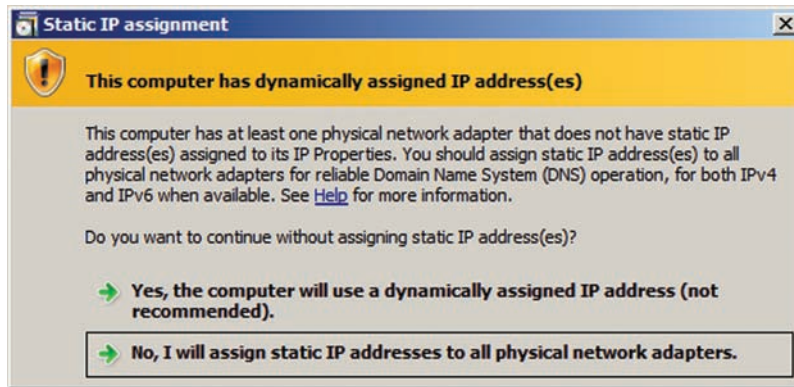 Static IP assignment
This computer has dynamically assigned IP address(es)
This computer has at least one physical network adapter that does not have static IP
address(es) assigned to its IP Properties. You should assign static IP address(es) to all
physical network adapters for reliable Domain Name System (DNS) operation, for both IPv4
and IPv6 when available. See Help for more information.
Do you want to continue without assigning static IP address(es)?
Yes, the computer will use a dynamically assigned IP address (not
recommended).
No, I will assign static IP addresses to all physical network adapters.